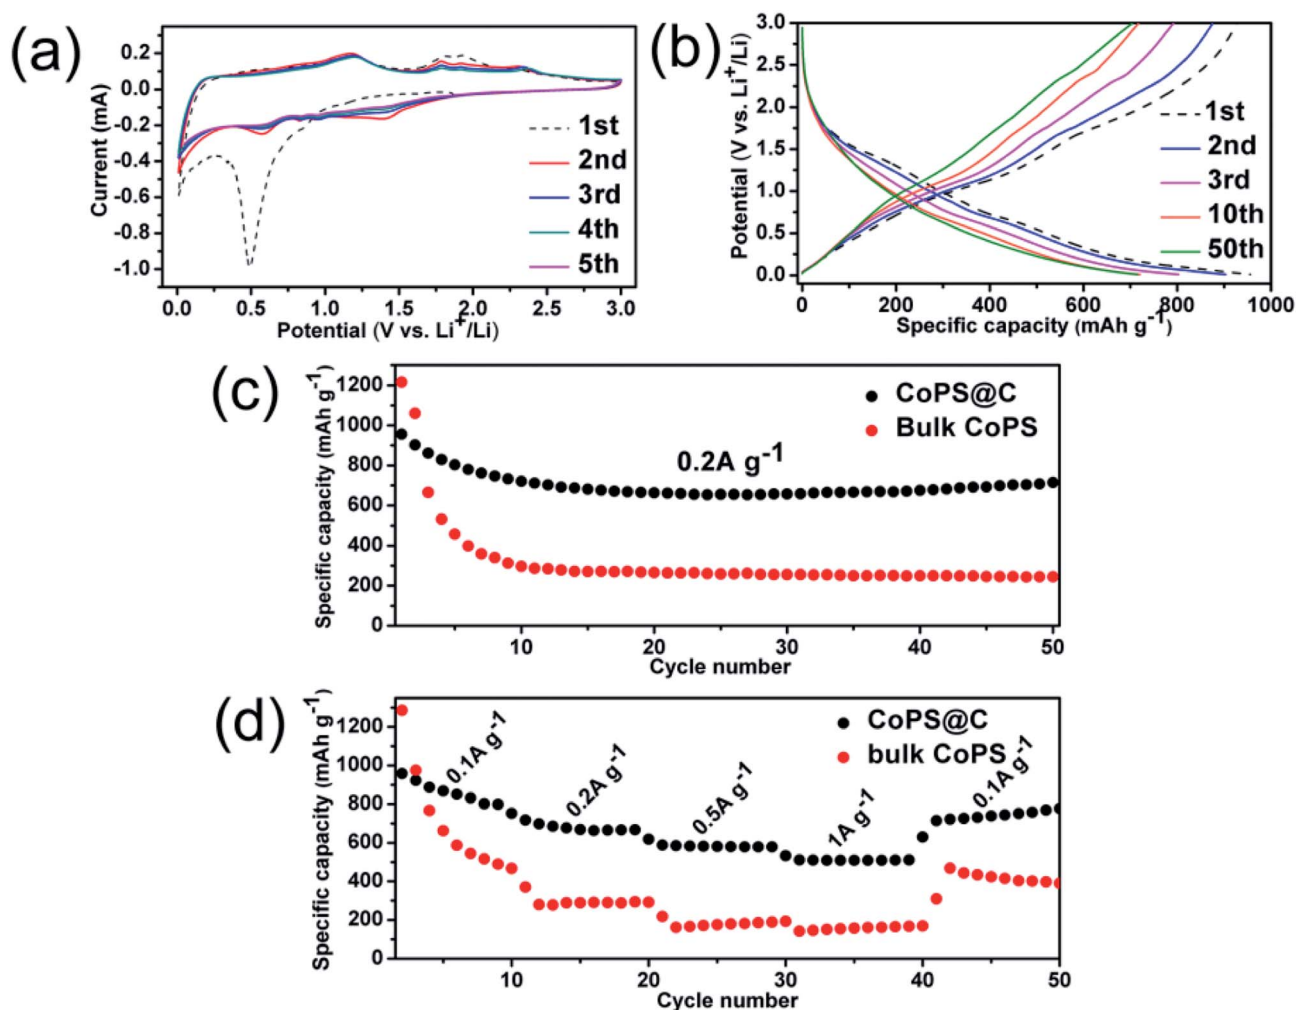 (a)
Current (mA)
0.2
0.0
-0.2
-0.4
-0.6
-0.8
-1.0
1st
2nd
3rd
4th
5th
0.0 0.5 1.0 1.5 2.0 2.5 3.0
Potential (V vs. Li⁺/Li)
(b)
Potential (V vs. Li⁺/Li)
3.0
2.5
2.0
1.5
1.0
0.5
0.0
1st
2nd
3rd
10th
50th
0 200 400 600 800 1000
Specific capacity (mAh g⁻¹)
(c)
Specific capacity (mAh g⁻¹)
1200
1000
800
600
400
200
0
CoPS@C
Bulk CoPS
0.2A g⁻¹
10 20 30 40 50
Cycle number
(d)
Specific capacity (mAh g⁻¹)
1200
1000
800
600
400
200
0
CoPS@C
bulk CoPS
0.1A g⁻¹
0.2A g⁻¹
0.5A g⁻¹
1A g⁻¹
0.1A g⁻¹
10 20 30 40 50
Cycle number